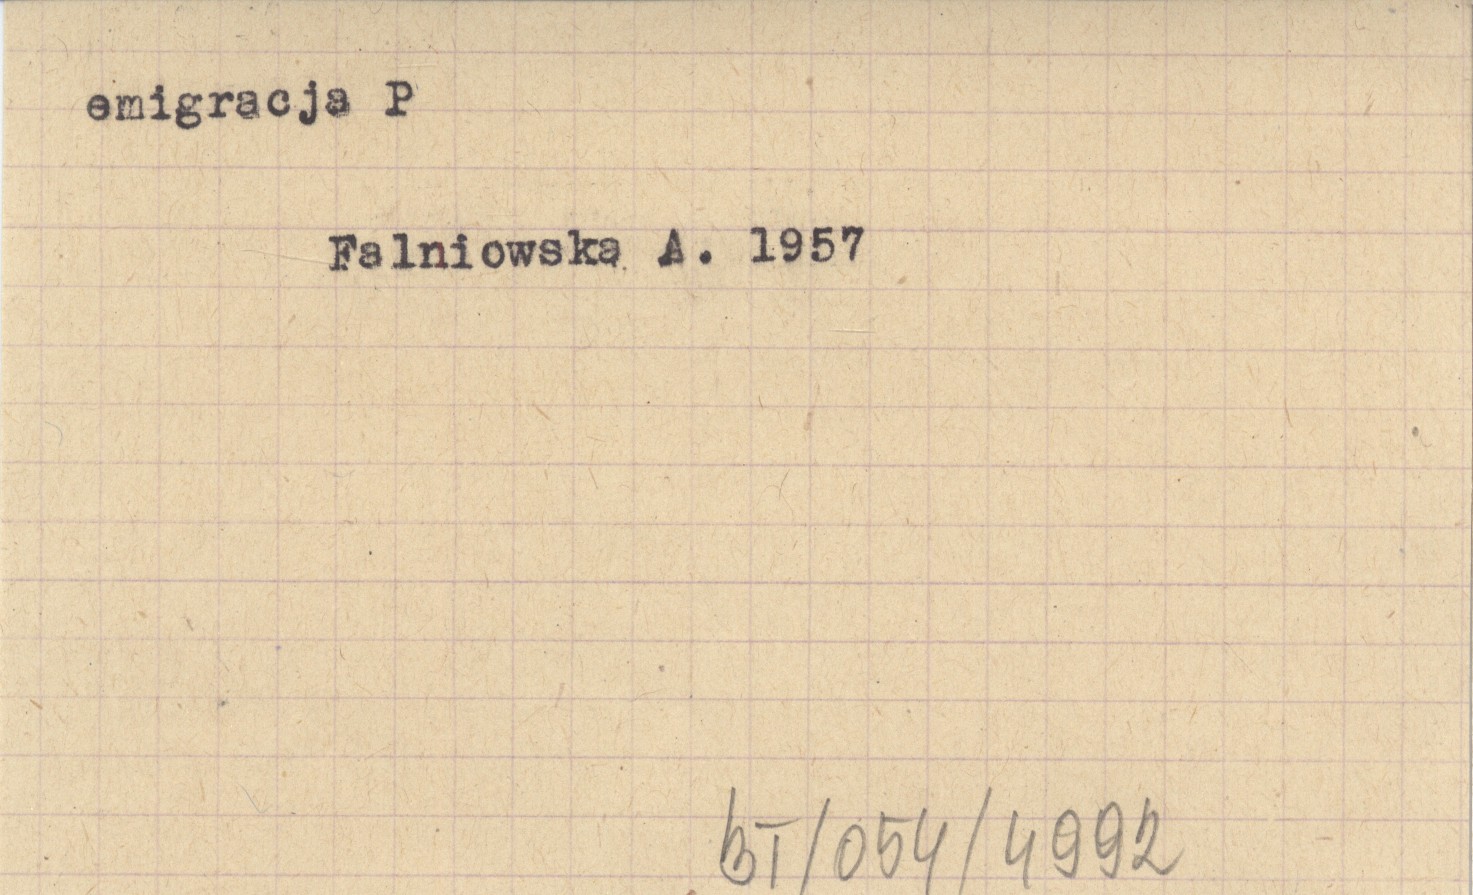 emigracja P
Falniowska A. 1957
BT/054/4992